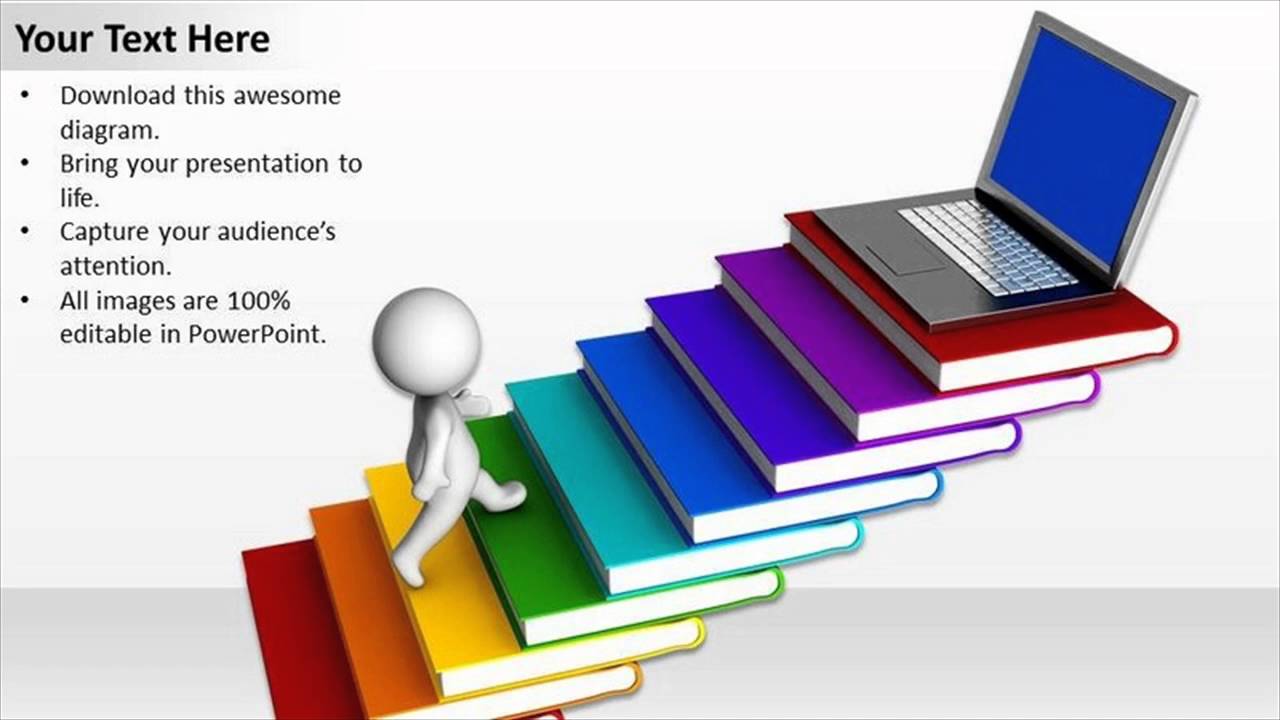 Your Text Here
• Download this awesome
diagram.
• Bring your presentation to
life.
• Capture your audience’s
attention.
• All images are 100%
editable in PowerPoint.